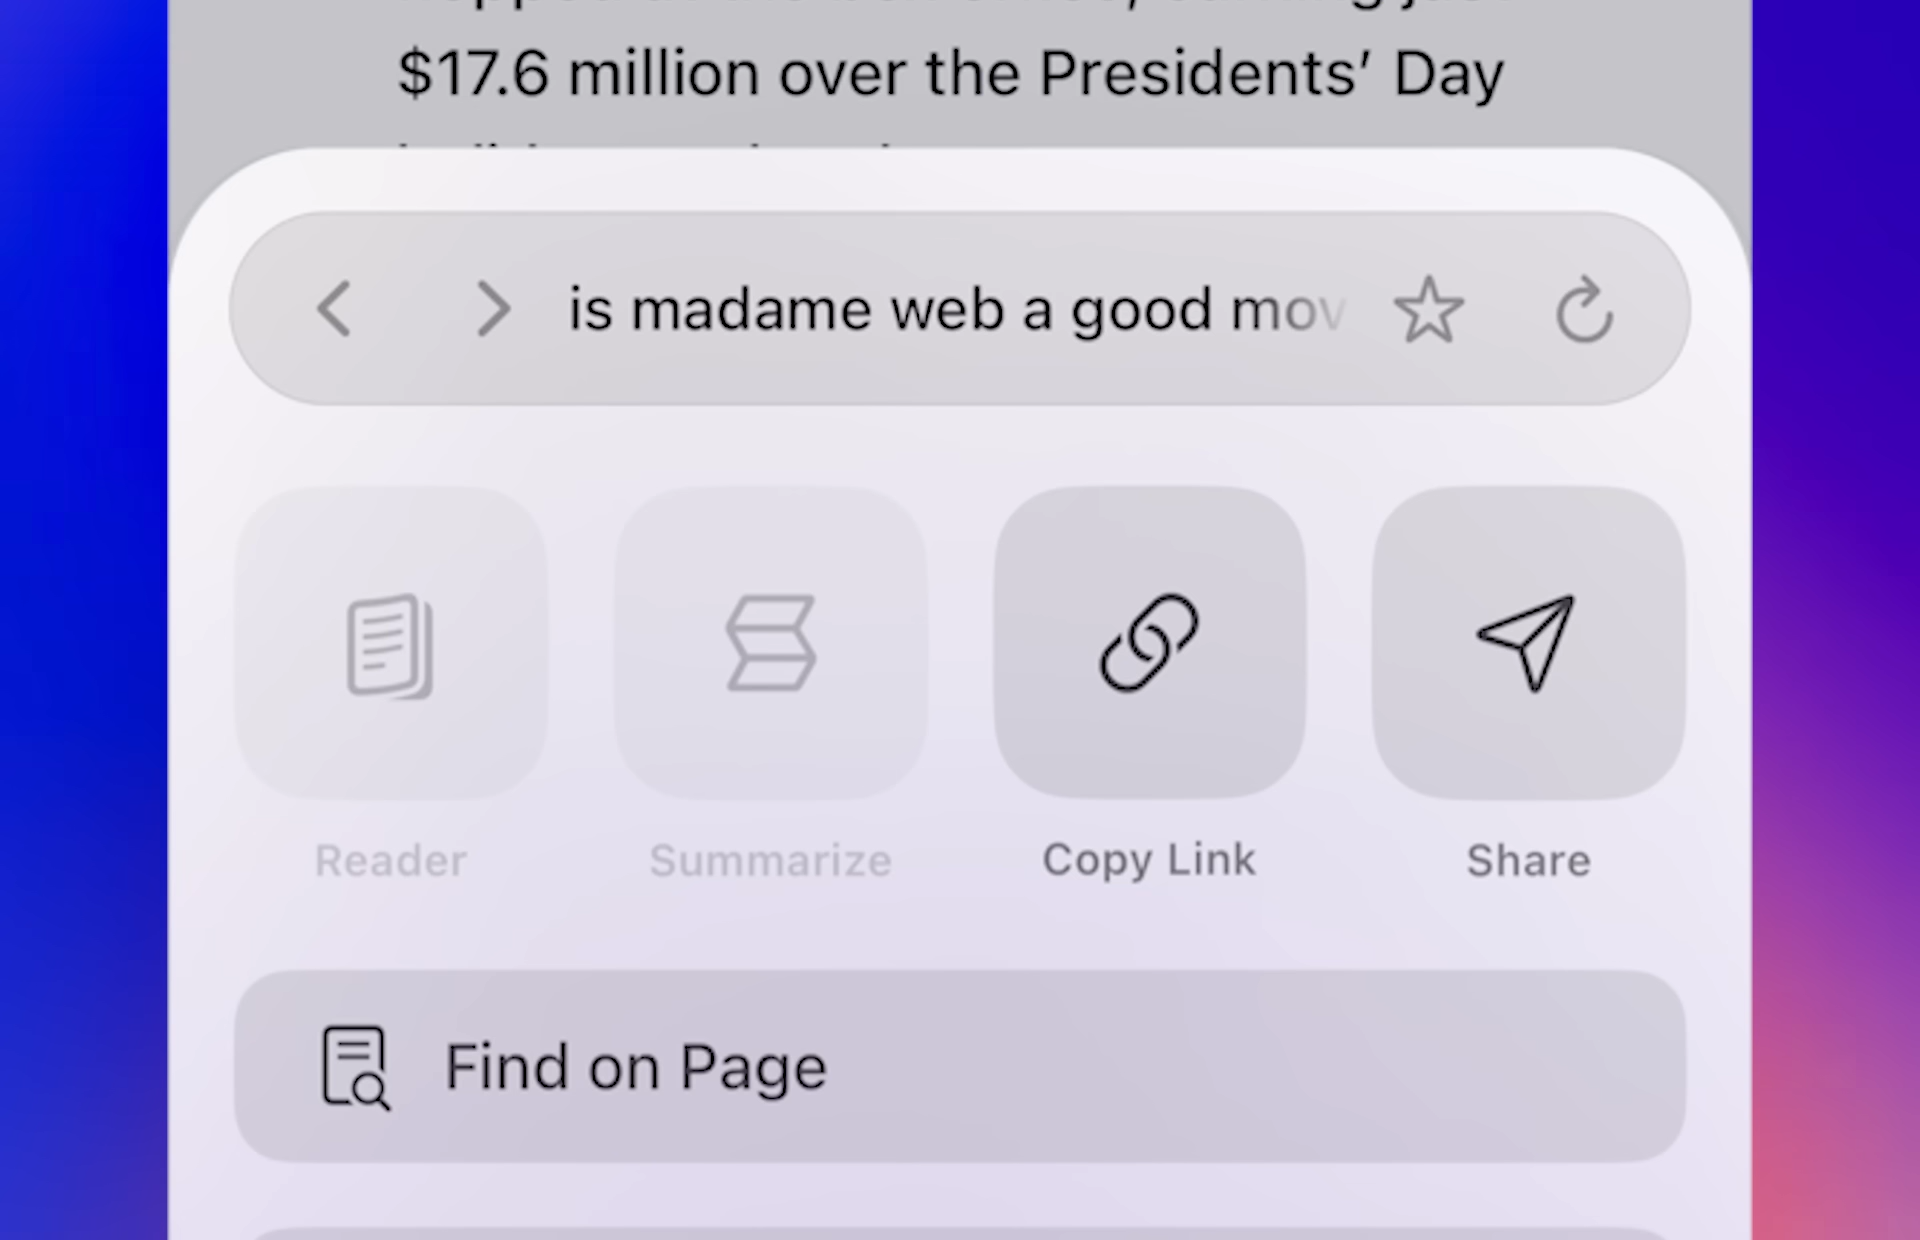 $17.6 million over the Presidents’ Day
is madame web a good mov
Reader
Summarize
Copy Link
Share
Find on Page